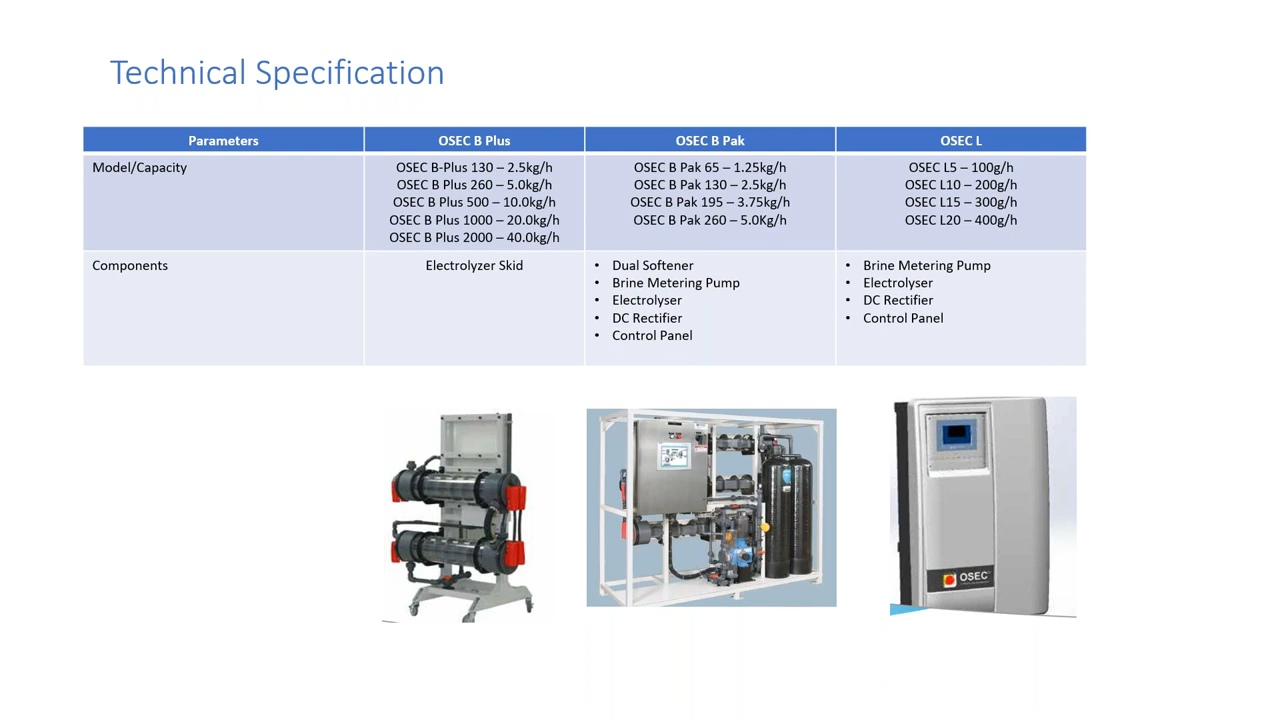 Technical Specification
Parameters
OSEC B Plus
OSEC B Pak
OSEC L
Model/Capacity
OSEC B-Plus 130 – 2.5kg/h
OSEC B Plus 260 – 5.0kg/h
OSEC B Plus 500 – 10.0kg/h
OSEC B Plus 1000 – 20.0kg/h
OSEC B Plus 2000 – 40.0kg/h
OSEC B Pak 65 – 1.25kg/h
OSEC B Pak 130 – 2.5kg/h
OSEC B Pak 195 – 3.75kg/h
OSEC B Pak 260 – 5.0Kg/h
OSEC L5 – 100g/h
OSEC L10 – 200g/h
OSEC L15 – 300g/h
OSEC L20 – 400g/h
Components
Electrolyzer Skid
• Dual Softener
• Brine Metering Pump
• Electrolyser
• DC Rectifier
• Control Panel
• Brine Metering Pump
• Electrolyser
• DC Rectifier
• Control Panel
OSEC